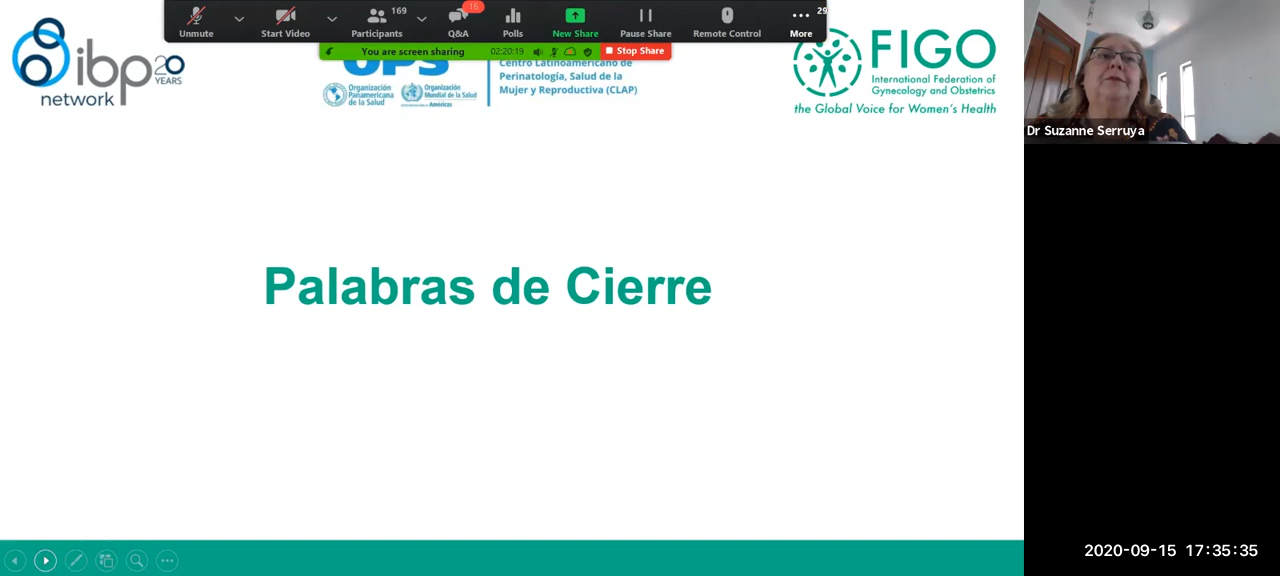 169
16
29
Unmute
Start Video
Participants
Q&A
Polls
New Share
Pause Share
Remote Control
More
You are screen sharing
02:20:19
Stop Share
ibp
20
YEARS
network
OPS
Organización
Panamericana
de la Salud
Organización
Mundial de la Salud
Américas
Centro Latinoamericano de
Perinatología, Salud de la
Mujer y Reproductiva (CLAP)
FIGO
International Federation of
Gynecology and Obstetrics
the Global Voice for Women's Health
Dr Suzanne Serruya
Palabras de Cierre
2020-09-15 17:35:35